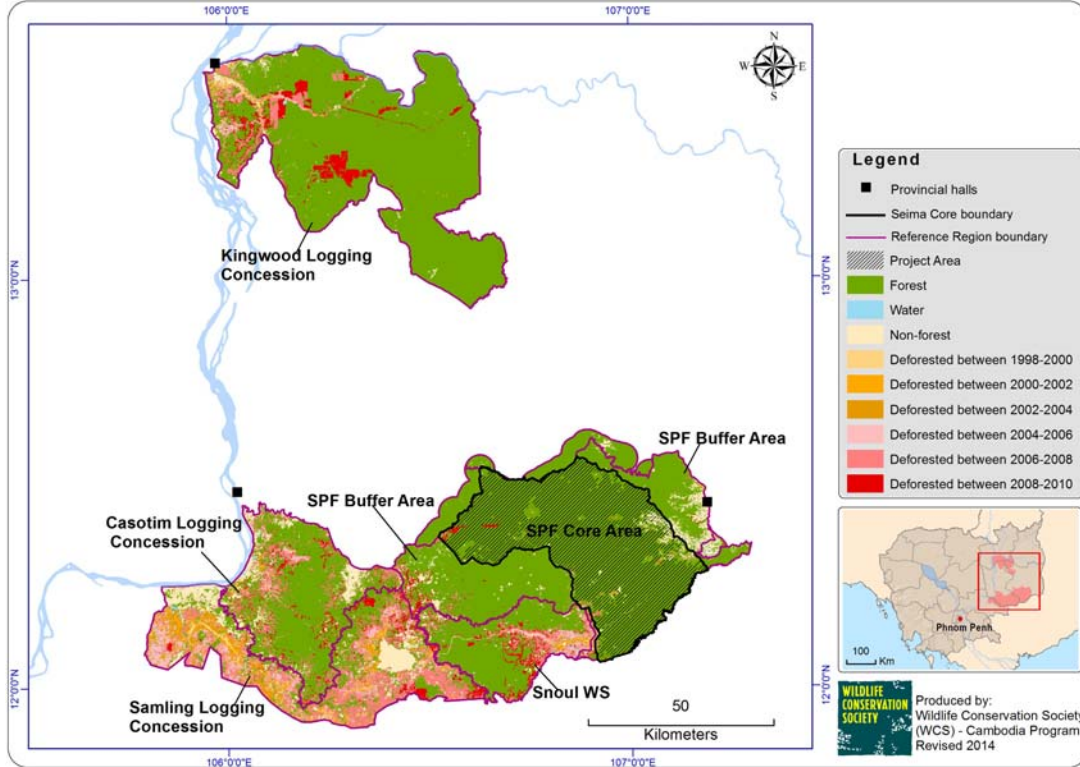 106°0'0"E
107°0'0"E
N
W
E
S
Kingwood Logging
Concession
13°0'0"N
13°0'0"N
SPF Buffer Area
SPF Buffer Area
Casotim Logging
Concession
SPF Core Area
12°0'0"N
12°0'0"N
Samling Logging
Concession
Snoul WS
50
Kilometers
106°0'0"E
107°0'0"E
Legend
Provincial halls
Seima Core boundary
Reference Region boundary
Project Area
Forest
Water
Non-forest
Deforested between 1998-2000
Deforested between 2000-2002
Deforested between 2002-2004
Deforested between 2004-2006
Deforested between 2006-2008
Deforested between 2008-2010
Phnom Penh
100
Km
WILDLIFE
CONSERVATION
SOCIETY
Produced by:
Wildlife Conservation Society
(WCS) - Cambodia Program
Revised 2014